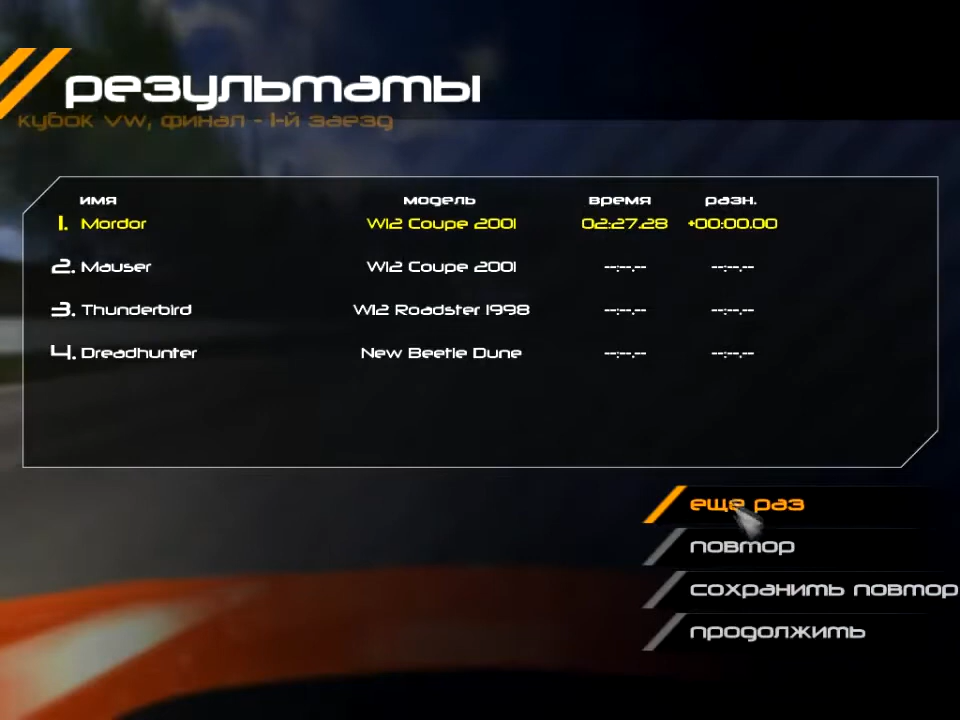 результаты
кубок vw, финал - 1-й заезд
имя модель время разн.
1. Mordor W12 Coupe 2001 02:27.28 +00:00.00
2. Mauser W12 Coupe 2001 --:--.-- --:--.--
3. Thunderbird W12 Roadster 1998 --:--.-- --:--.--
4. Dreadhunter New Beetle Dune --:--.-- --:--.--
еще раз
повтор
сохранить повтор
продолжить